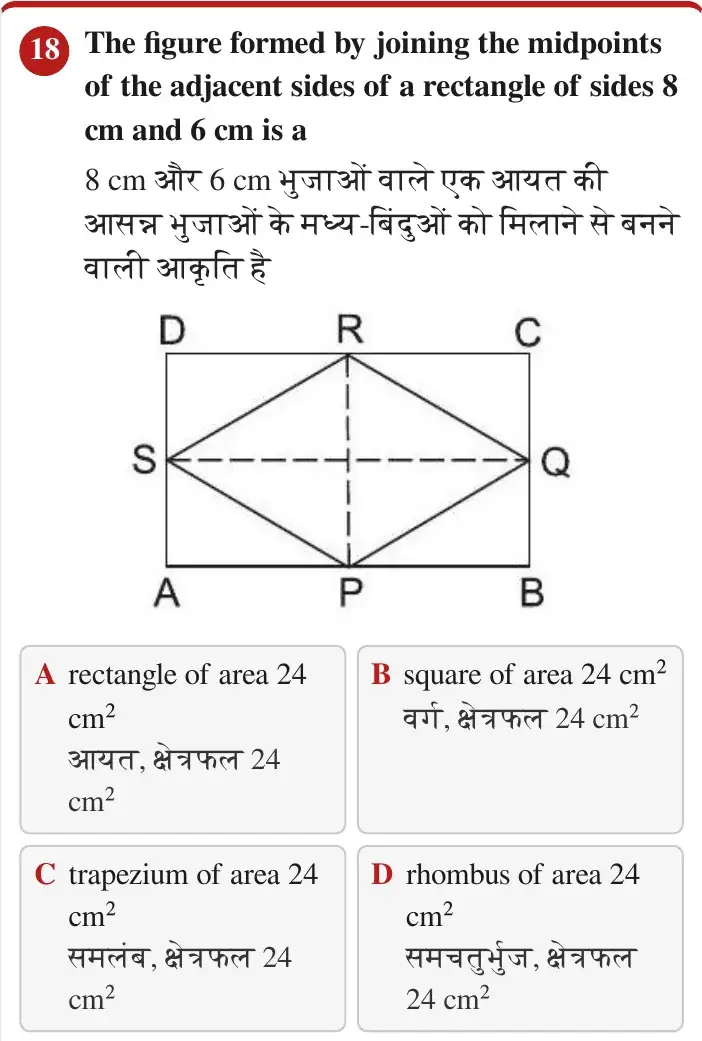 18 The figure formed by joining the midpoints
of the adjacent sides of a rectangle of sides 8
cm and 6 cm is a
8 cm और 6 cm भुजाओं वाले एक आयत की
आसन्न भुजाओं के मध्य-बिंदुओं को मिलाने से बनने
वाली आकृति है
D R C
S Q
A P B
A rectangle of area 24
cm²
आयत, क्षेत्रफल 24
cm²
B square of area 24 cm²
वर्ग, क्षेत्रफल 24 cm²
C trapezium of area 24
cm²
समलंब, क्षेत्रफल 24
cm²
D rhombus of area 24
cm²
समचतुर्भुज, क्षेत्रफल
24 cm²